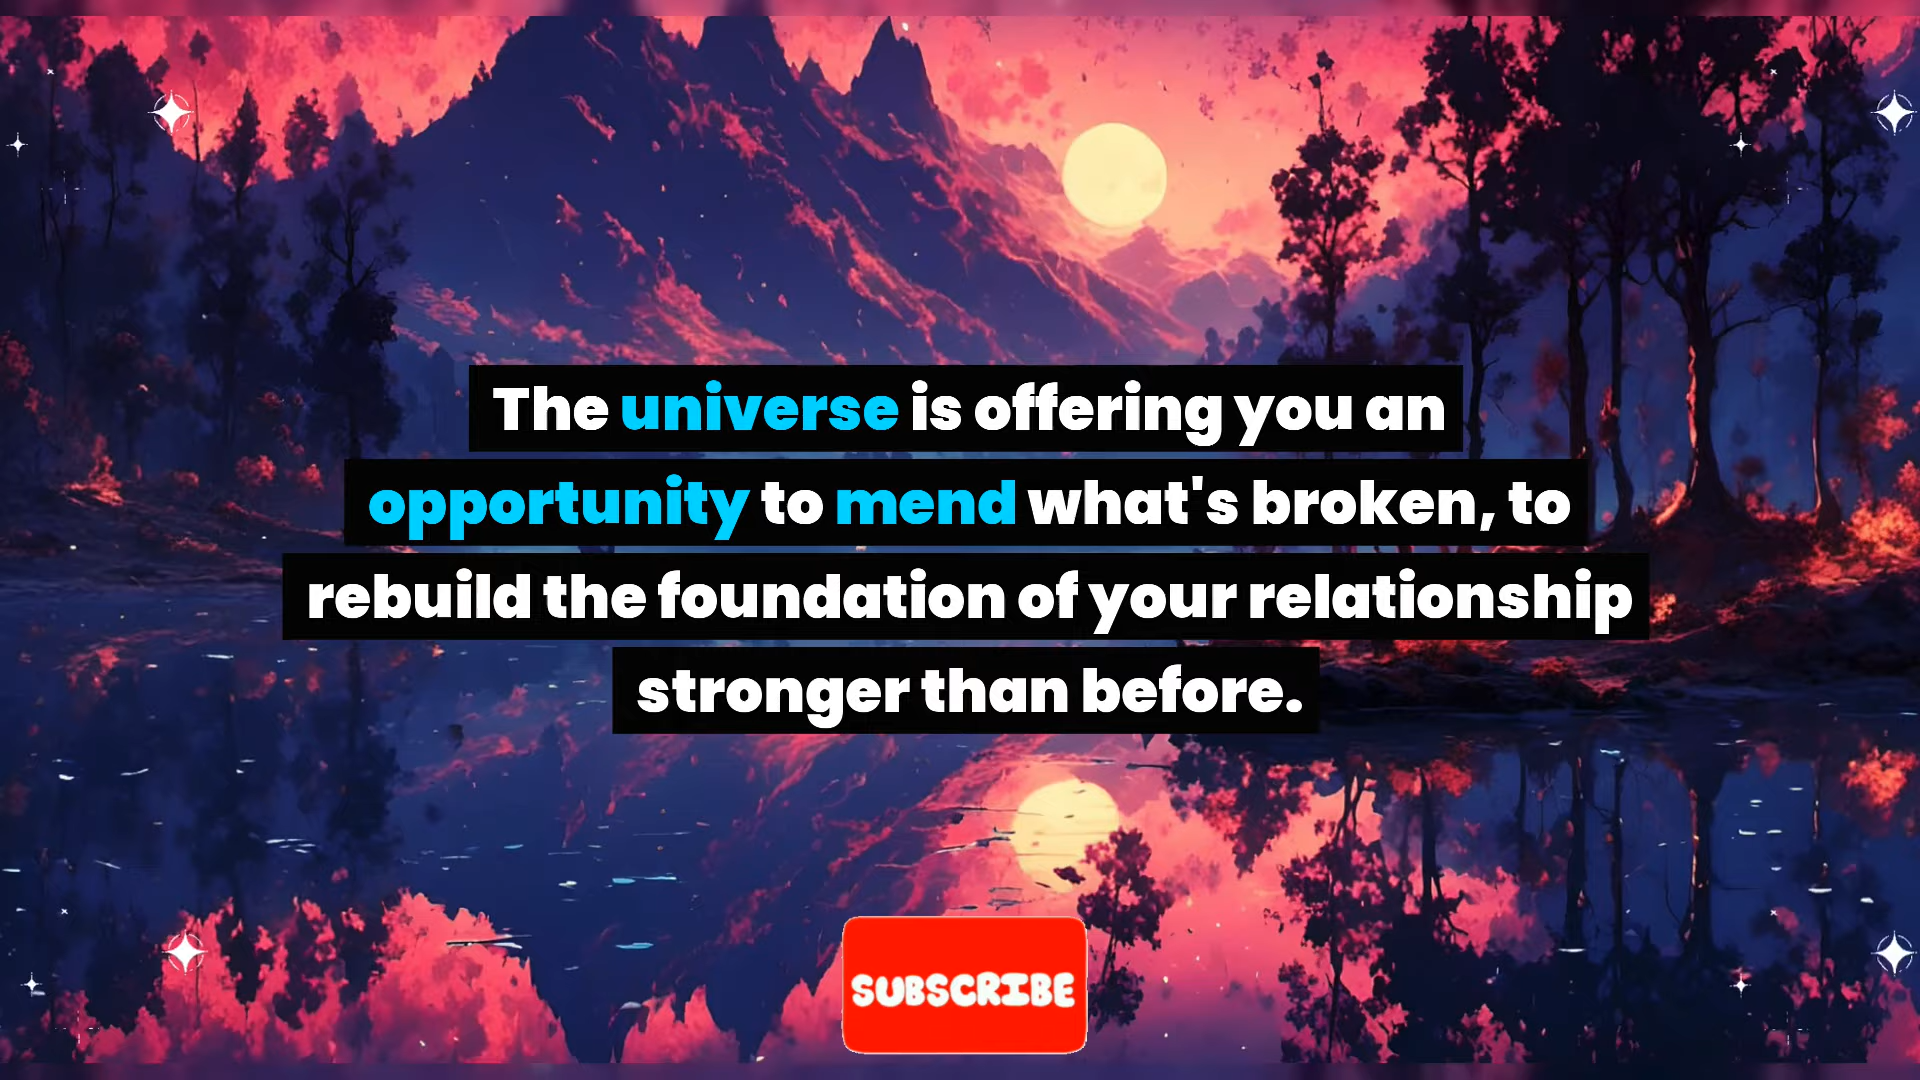 The universe is offering you an
opportunity to mend what's broken, to
rebuild the foundation of your relationship
stronger than before.
SUBSCRIBE